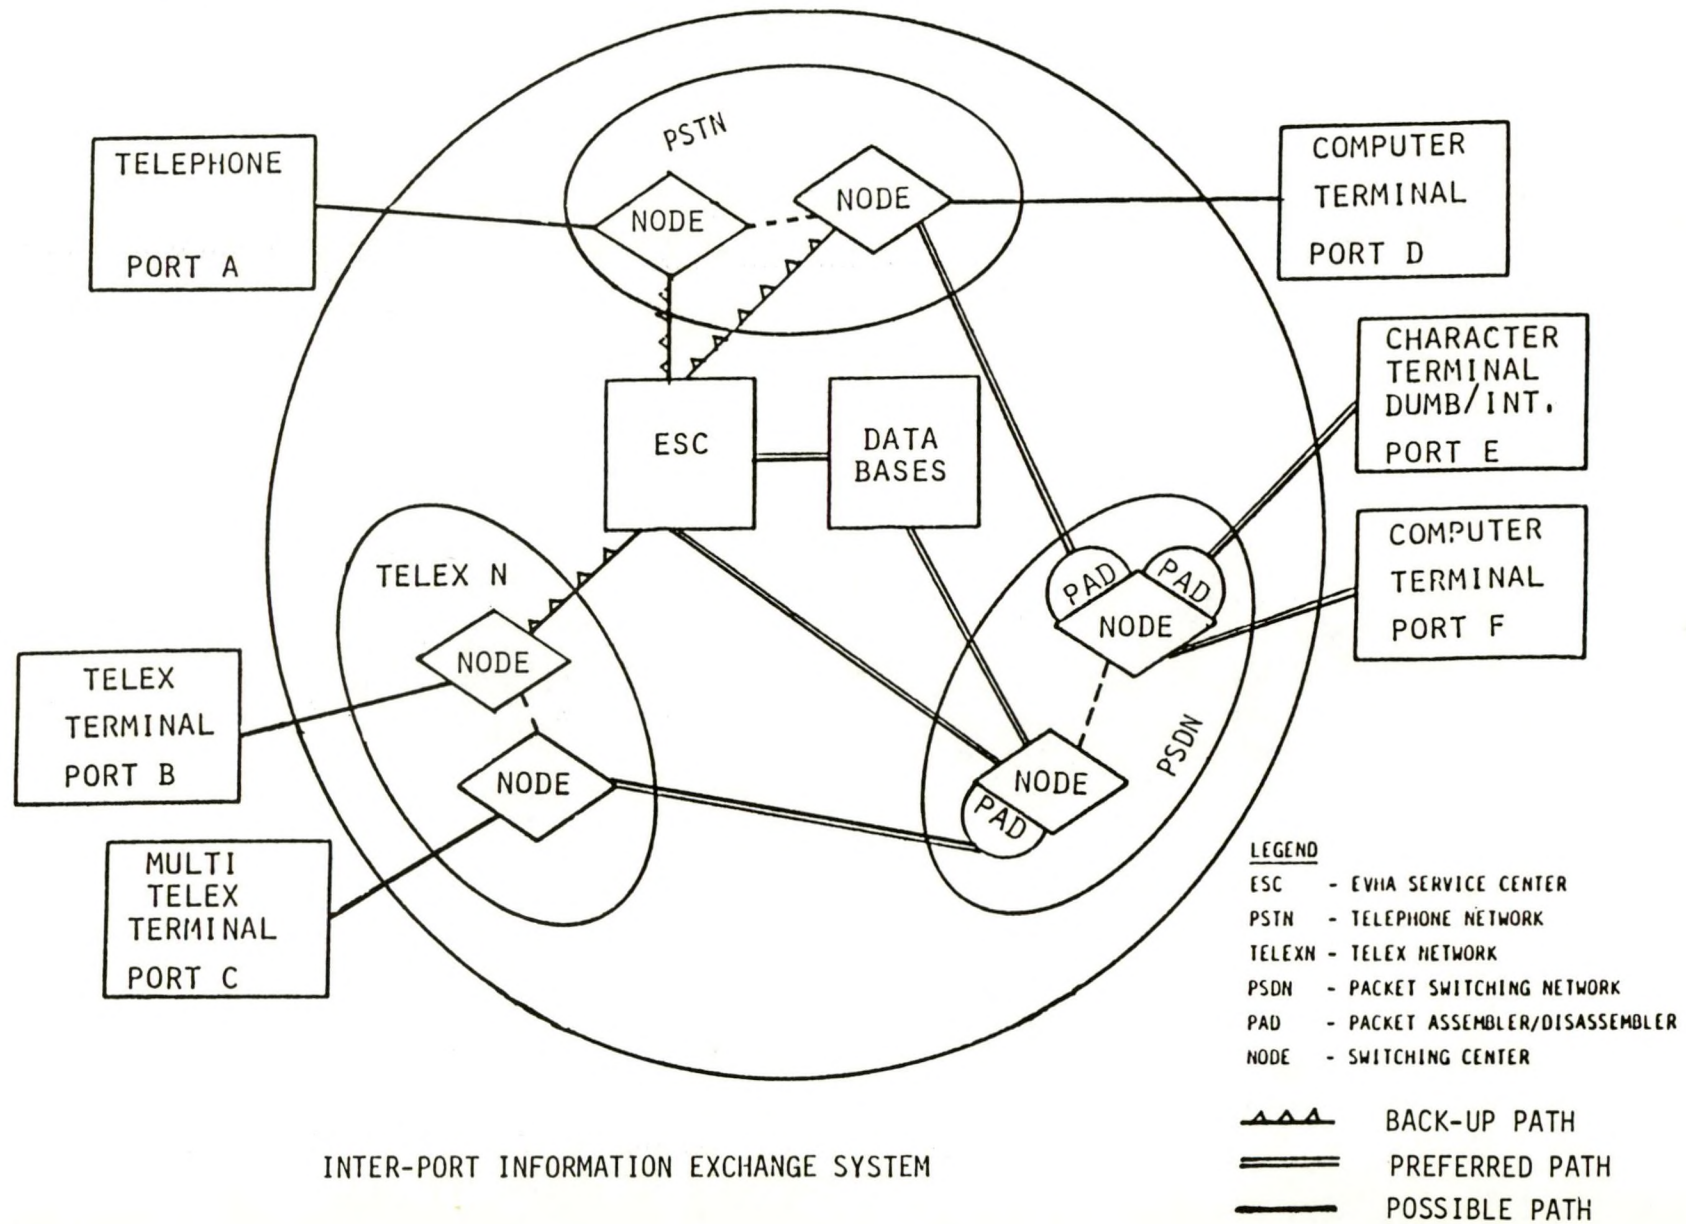 PSTN
TELEPHONE
PORT A
NODE
NODE
COMPUTER
TERMINAL
PORT D
CHARACTER
TERMINAL
DUMB/INT.
PORT E
ESC
DATA
BASES
COMPUTER
TERMINAL
PORT F
TELEX N
NODE
PAD
PAD
NODE
TELEX
TERMINAL
PORT B
NODE
PSDN
NODE
PAD
MULTI
TELEX
TERMINAL
PORT C
LEGEND
ESC - EVHA SERVICE CENTER
PSTN - TELEPHONE NETWORK
TELEXN - TELEX NETWORK
PSDN - PACKET SWITCHING NETWORK
PAD - PACKET ASSEMBLER/DISASSEMBLER
NODE - SWITCHING CENTER
BACK-UP PATH
PREFERRED PATH
POSSIBLE PATH
INTER-PORT INFORMATION EXCHANGE SYSTEM